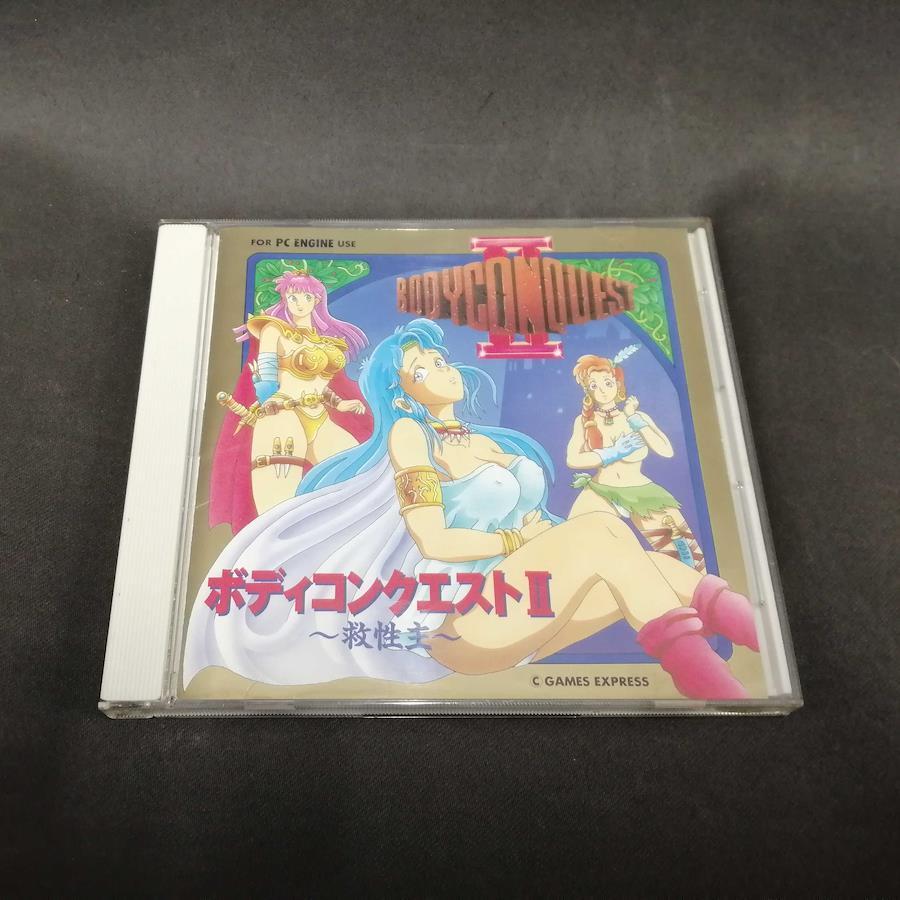 FOR PC ENGINE USE
II
BODYCONQUEST
ボディコンクエストⅡ
～救性主～
© GAMES EXPRESS